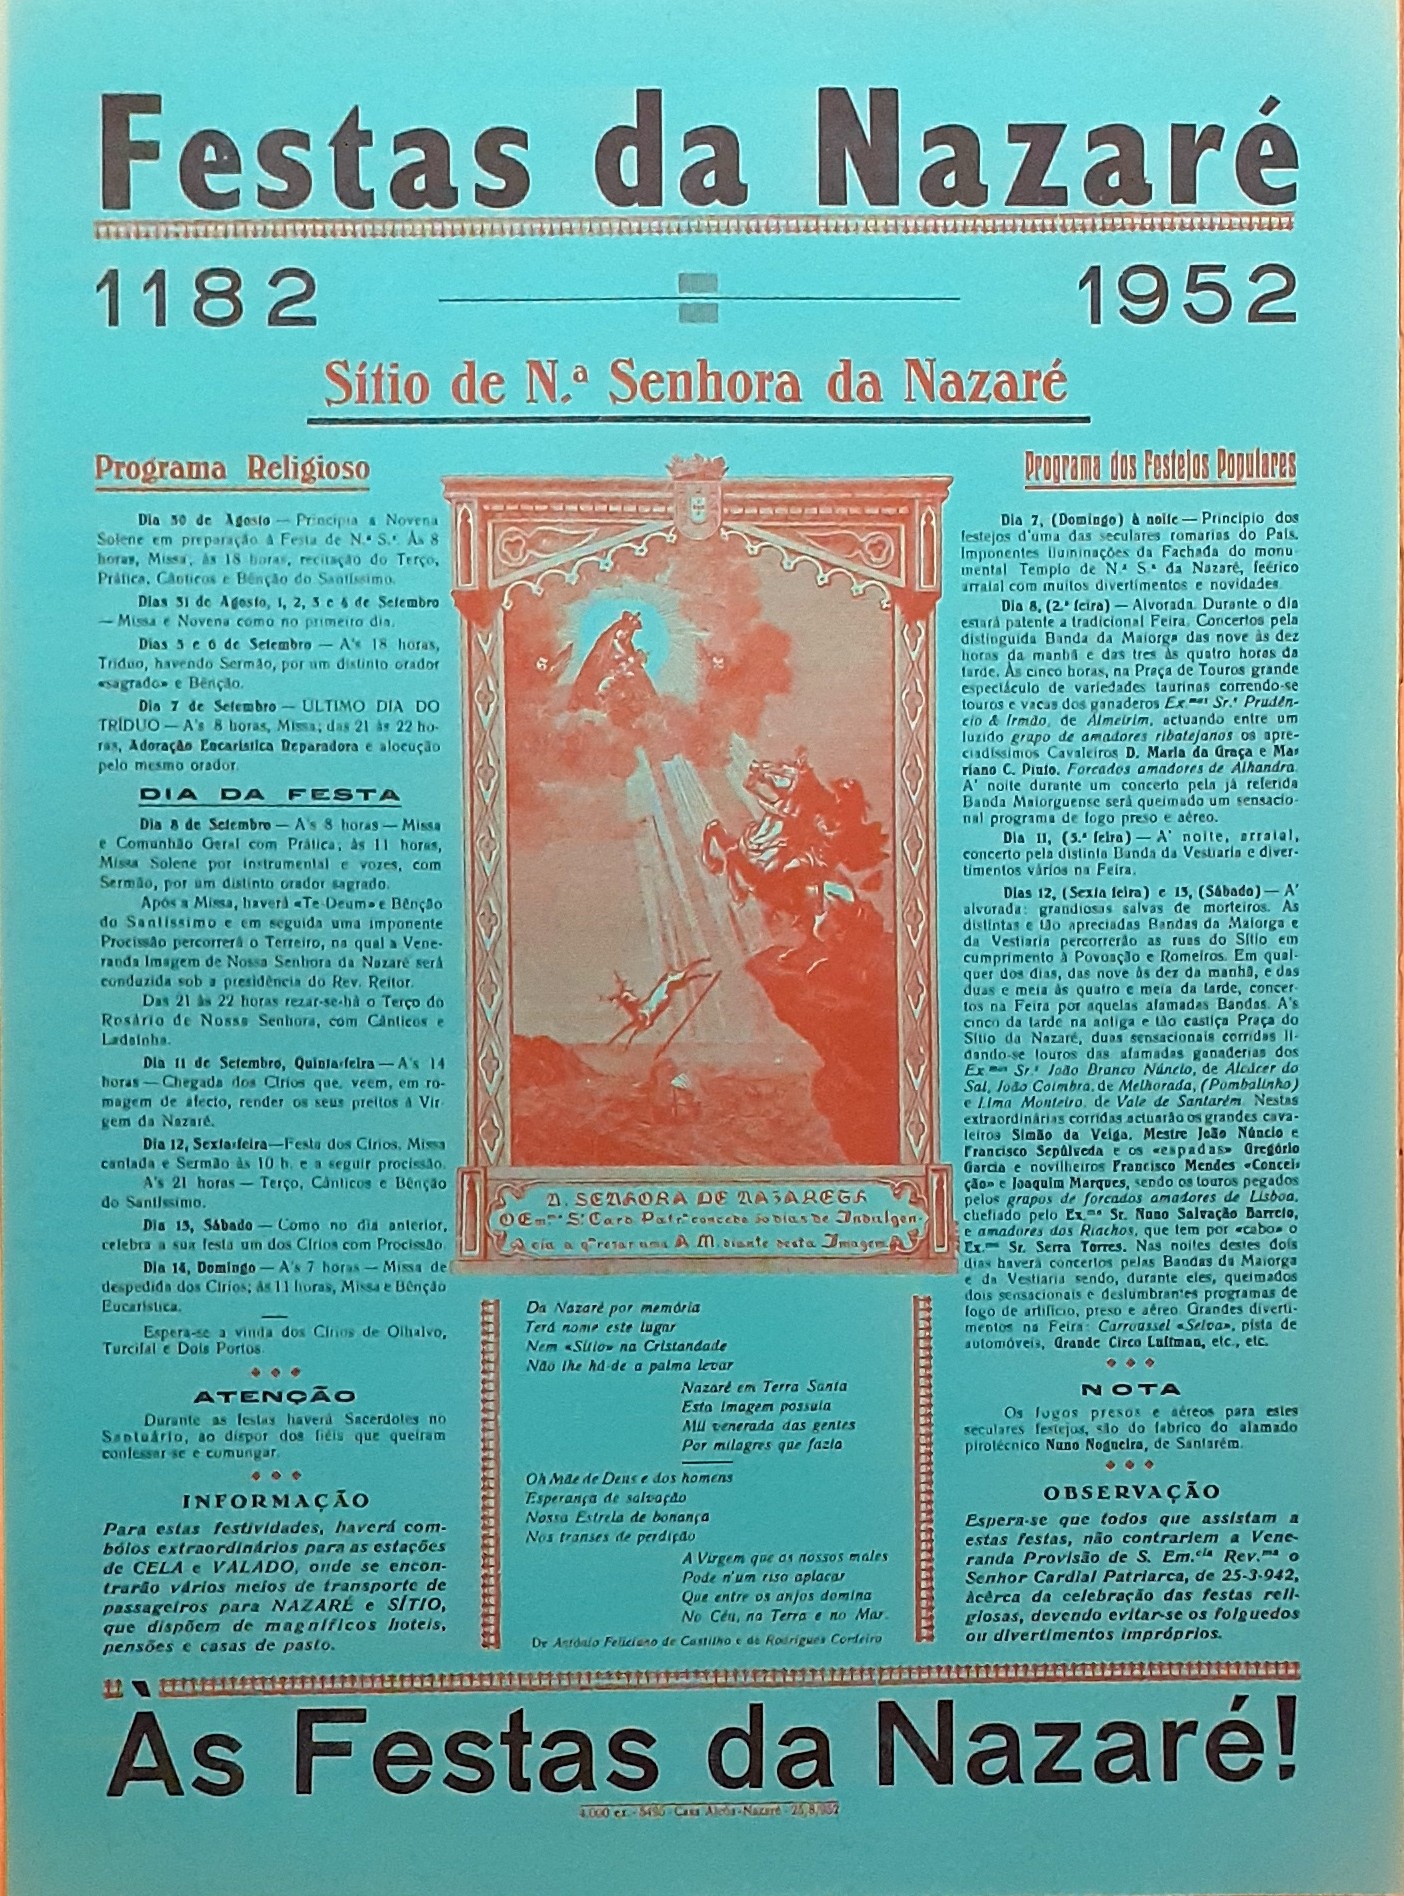 Festas da Nazaré
1182
1952
Sítio de N.ª Senhora da Nazaré
Programa Religioso
Dia 30 de Agosto — Principia a Novena
Solene em preparação à Festa de N.ª S.ª Às 8
horas, Missa, às 18 horas, recitação do Terço,
Prática, Cânticos e Bênção do Santíssimo.
Dias 31 de Agosto, 1, 2, 3 e 4 de Setembro
— Missa e Novena como no primeiro dia.
Dias 5 e 6 de Setembro — A's 18 horas,
Tríduo, havendo Sermão, por um distinto orador
«sagrado» e Bênção.
Dia 7 de Setembro — ULTIMO DIA DO
TRÍDUO — A's 8 horas, Missa; das 21 às 22 ho-
ras, Adoração Eucarística Reparadora e alocução
pelo mesmo orador.
DIA DA FESTA
Dia 8 de Setembro — A's 8 horas — Missa
e Comunhão Geral com Prática; às 11 horas,
Missa Solene por instrumental e vozes, com
Sermão, por um distinto orador sagrado.
Após a Missa, haverá «Te-Deum» e Bênção
do Santíssimo e em seguida uma imponente
Procissão percorrerá o Terreiro, na qual a Vene-
randa Imagem de Nossa Senhora da Nazaré será
conduzida sob a presidência do Rev. Reitor.
Das 21 às 22 horas rezar-se-há o Terço do
Rosário de Nossa Senhora, com Cânticos e
Ladainha.
Dia 11 de Setembro, Quinta-feira — A's 14
horas — Chegada dos Círios que, veem, em ro-
magem de afecto, render os seus preitos à Vir-
gem da Nazaré.
Dia 12, Sexta-feira—Festa dos Círios, Missa
cantada e Sermão às 10 h. e a seguir procissão.
A's 21 horas — Terço, Cânticos e Bênção
do Santíssimo.
Dia 13, Sábado — Como no dia anterior,
celebra a sua festa um dos Círios com Procissão.
Dia 14, Domingo — A's 7 horas — Missa de
despedida dos Círios; às 11 horas, Missa e Bênção
Eucarística.
Espera-se a vinda dos Círios de Olhalvo,
Turcifal e Dois Portos.
ATENÇÃO
Durante as festas haverá Sacerdotes no
Santuário, ao dispor dos fiéis que queiram
confessar-se e comungar.
INFORMAÇÃO
Para estas festividades, haverá com-
bóios extraordinários para as estações
de CELA e VALADO, onde se encon-
trarão vários meios de transporte de
passageiros para NAZARÉ e SÍTIO,
que dispõem de magníficos hoteis,
pensões e casas de pasto.
N. SENHORA DE NAZARETH
O Em.mo S.r Card. Patr.ca concede 50 dias de Indulgen-
cia a q.m resar uma A. M. diante desta Imagem
Da Nazaré por memória
Terá nome este lugar
Nem «Sítio» na Cristandade
Não lhe há-de a palma levar
Nazaré em Terra Santa
Esta Imagem possuía
Mil venerada das gentes
Por milagres que fazia
Oh Mãe de Deus e dos homens
Esperança de salvação
Nossa Estrela de bonança
Nos transes de perdição
A Virgem que os nossos males
Pode n'um riso aplacar
Que entre os anjos domina
No Céu, na Terra e no Mar.
De António Feliciano de Castilho e de Rodrigues Cordeiro
Programa dos Festejos Populares
Dia 7, (Domingo) à noite — Princípio dos
festejos d'uma das seculares romarias do País.
Imponentes iluminações da Fachada do monu-
mental Templo de N.ª S.ª da Nazaré, feérico
arraial com muitos divertimentos e novidades.
Dia 8, (2.ª feira) — Alvorada. Durante o dia
estará patente a tradicional Feira. Concertos pela
distinguida Banda da Maiorga das nove às dez
horas da manhã e das tres às quatro horas da
tarde. Às cinco horas, na Praça de Touros grande
espectáculo de variedades taurinas correndo-se
touros e vacas dos ganaderos Ex.mos Sr.s Prudên-
cio & Irmão, de Almeirim, actuando entre um
luzido grupo de amadores ribatejanos os apre-
ciadíssimos Cavaleiros D. Maria da Graça e Ma-
riano C. Pinto. Forcados amadores de Alhandra.
A' noite durante um concerto pela já referida
Banda Maiorguense será queimado um sensacio-
nal programa de fogo preso e aéreo.
Dia 11, (5.ª feira) — A' noite, arraial,
concerto pela distinta Banda da Vestiaria e diver-
timentos vários na Feira.
Dias 12, (Sexta feira) e 13, (Sábado) — A'
alvorada: grandiosas salvas de morteiros. As
distintas e tão apreciadas Bandas da Maiorga e
da Vestiaria percorrerão as ruas do Sítio em
cumprimento à Povoação e Romeiros. Em qual-
quer dos dias, das nove às dez da manhã, e das
duas e meia às quatro e meia da tarde, concer-
tos na Feira por aquelas afamadas Bandas. A's
cinco da tarde na antiga e tão castiça Praça do
Sítio da Nazaré, duas sensacionais corridas li-
dando-se touros das afamadas ganaderias dos
Ex.mos Sr.s João Branco Núncio, de Alcácer do
Sal, João Coimbra, de Melhorada, (Pombalinho)
e Lima Monteiro, de Vale de Santarém. Nestas
extraordinárias corridas actuarão os grandes cava-
leiros Simão da Veiga, Mestre João Núncio e
Francisco Sepúlveda e os «espadas» Gregório
Garcia e novilheiros Francisco Mendes «Concei-
ção» e Joaquim Marques, sendo os touros pegados
pelos grupos de forcados amadores de Lisboa,
chefiado pelo Ex.mo Sr. Nuno Salvação Barreto,
e amadores dos Riachos, que tem por «cabo» o
Ex.mo Sr. Serra Torres. Nas noites destes dois
dias haverá concertos pelas Bandas da Maiorga
e da Vestiaria sendo, durante eles, queimados
dois sensacionais e deslumbrantes programas de
fogo de artifício, preso e aéreo. Grandes diverti-
mentos na Feira: Carroussel «Selva», pista de
automóveis, Grande Circo Luftman, etc., etc.
NOTA
Os fogos presos e aéreos para estes
seculares festejos, são do fabrico do afamado
pirotécnico Nuno Nogueira, de Santarém.
OBSERVAÇÃO
Espera-se que todos que assistam a
estas festas, não contrariem a Vene-
randa Provisão de S. Em.cia Rev.ma o
Senhor Cardial Patriarca, de 25-3-942,
àcêrca da celebração das festas reli-
giosas, devendo evitar-se os folguedos
ou divertimentos impróprios.
Às Festas da Nazaré!
4.000 ex. - 5495 - Casa Alcôa-Nazaré - 25/8/952